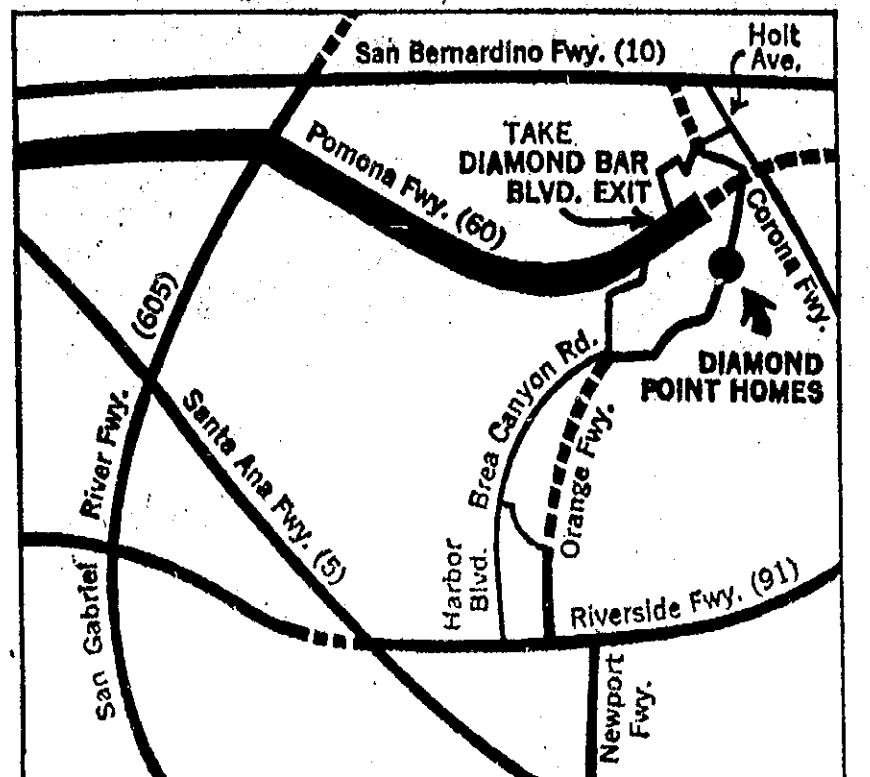 San Bernardino Fwy. (10)
Holt
Ave.
TAKE
DIAMOND BAR
BLVD. EXIT
Pomona Fwy. (60)
Corona Fwy.
(605)
DIAMOND
POINT HOMES
Brea Canyon Rd.
Orange Fwy.
River Fwy.
Santa Ana Fwy. (5)
San Gabriel
Harbor
Blvd.
Riverside Fwy. (91)
Newport
Fwy.